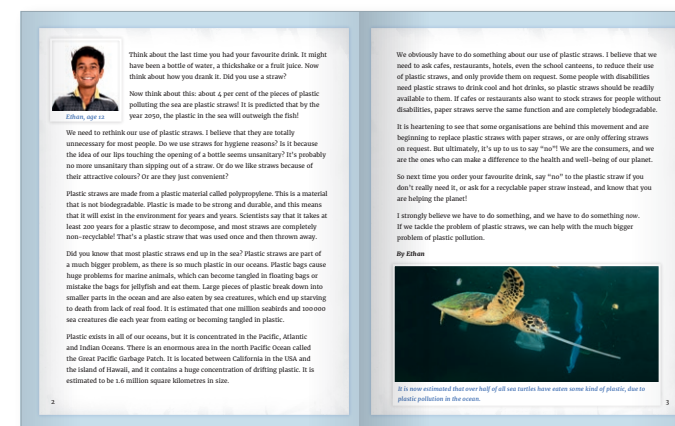 Ethan, age 12
Think about the last time you had your favourite drink. It might
have been a bottle of water, a thickshake or a fruit juice. Now
think about how you drank it. Did you use a straw?
Now think about this: about 4 per cent of the pieces of plastic
polluting the sea are plastic straws! It is predicted that by the
year 2050, the plastic in the sea will outweigh the fish!
We need to rethink our use of plastic straws. I believe that they are totally
unnecessary for most people. Do we use straws for hygiene reasons? Is it because
the idea of our lips touching the opening of a bottle seems unsanitary? It's probably
no more unsanitary than sipping out of a straw. Or do we like straws because of
their attractive colours? Or are they just convenient?
Plastic straws are made from a plastic material called polypropylene. This is a material
that is not biodegradable. Plastic is made to be strong and durable, and this means
that it will exist in the environment for years and years. Scientists say that it takes at
least 200 years for a plastic straw to decompose, and most straws are completely
non-recyclable! That's a plastic straw that was used once and then thrown away.
Did you know that most plastic straws end up in the sea? Plastic straws are part of
a much bigger problem, as there is so much plastic in our oceans. Plastic bags cause
huge problems for marine animals, which can become tangled in floating bags or
mistake the bags for jellyfish and eat them. Large pieces of plastic break down into
smaller parts in the ocean and are also eaten by sea creatures, which end up starving
to death from lack of real food. It is estimated that one million seabirds and 100 000
sea creatures die each year from eating or becoming tangled in plastic.
Plastic exists in all of our oceans, but it is concentrated in the Pacific, Atlantic
and Indian Oceans. There is an enormous area in the north Pacific Ocean called
the Great Pacific Garbage Patch. It is located between California in the USA and
the island of Hawaii, and it contains a huge concentration of drifting plastic. It is
estimated to be 1.6 million square kilometres in size.
2
We obviously have to do something about our use of plastic straws. I believe that we
need to ask cafes, restaurants, hotels, even the school canteens, to reduce their use
of plastic straws, and only provide them on request. Some people with disabilities
need plastic straws to drink cool and hot drinks, so plastic straws should be readily
available to them. If cafes or restaurants also want to stock straws for people without
disabilities, paper straws serve the same function and are completely biodegradable.
It is heartening to see that some organisations are behind this movement and are
beginning to replace plastic straws with paper straws, or are only offering straws
on request. But ultimately, it's up to us to say "no"! We are the consumers, and we
are the ones who can make a difference to the health and well-being of our planet.
So next time you order your favourite drink, say "no" to the plastic straw if you
don't really need it, or ask for a recyclable paper straw instead, and know that you
are helping the planet!
I strongly believe we have to do something, and we have to do something now.
If we tackle the problem of plastic straws, we can help with the much bigger
problem of plastic pollution.
By Ethan
It is now estimated that over half of all sea turtles have eaten some kind of plastic, due to
plastic pollution in the ocean.
3